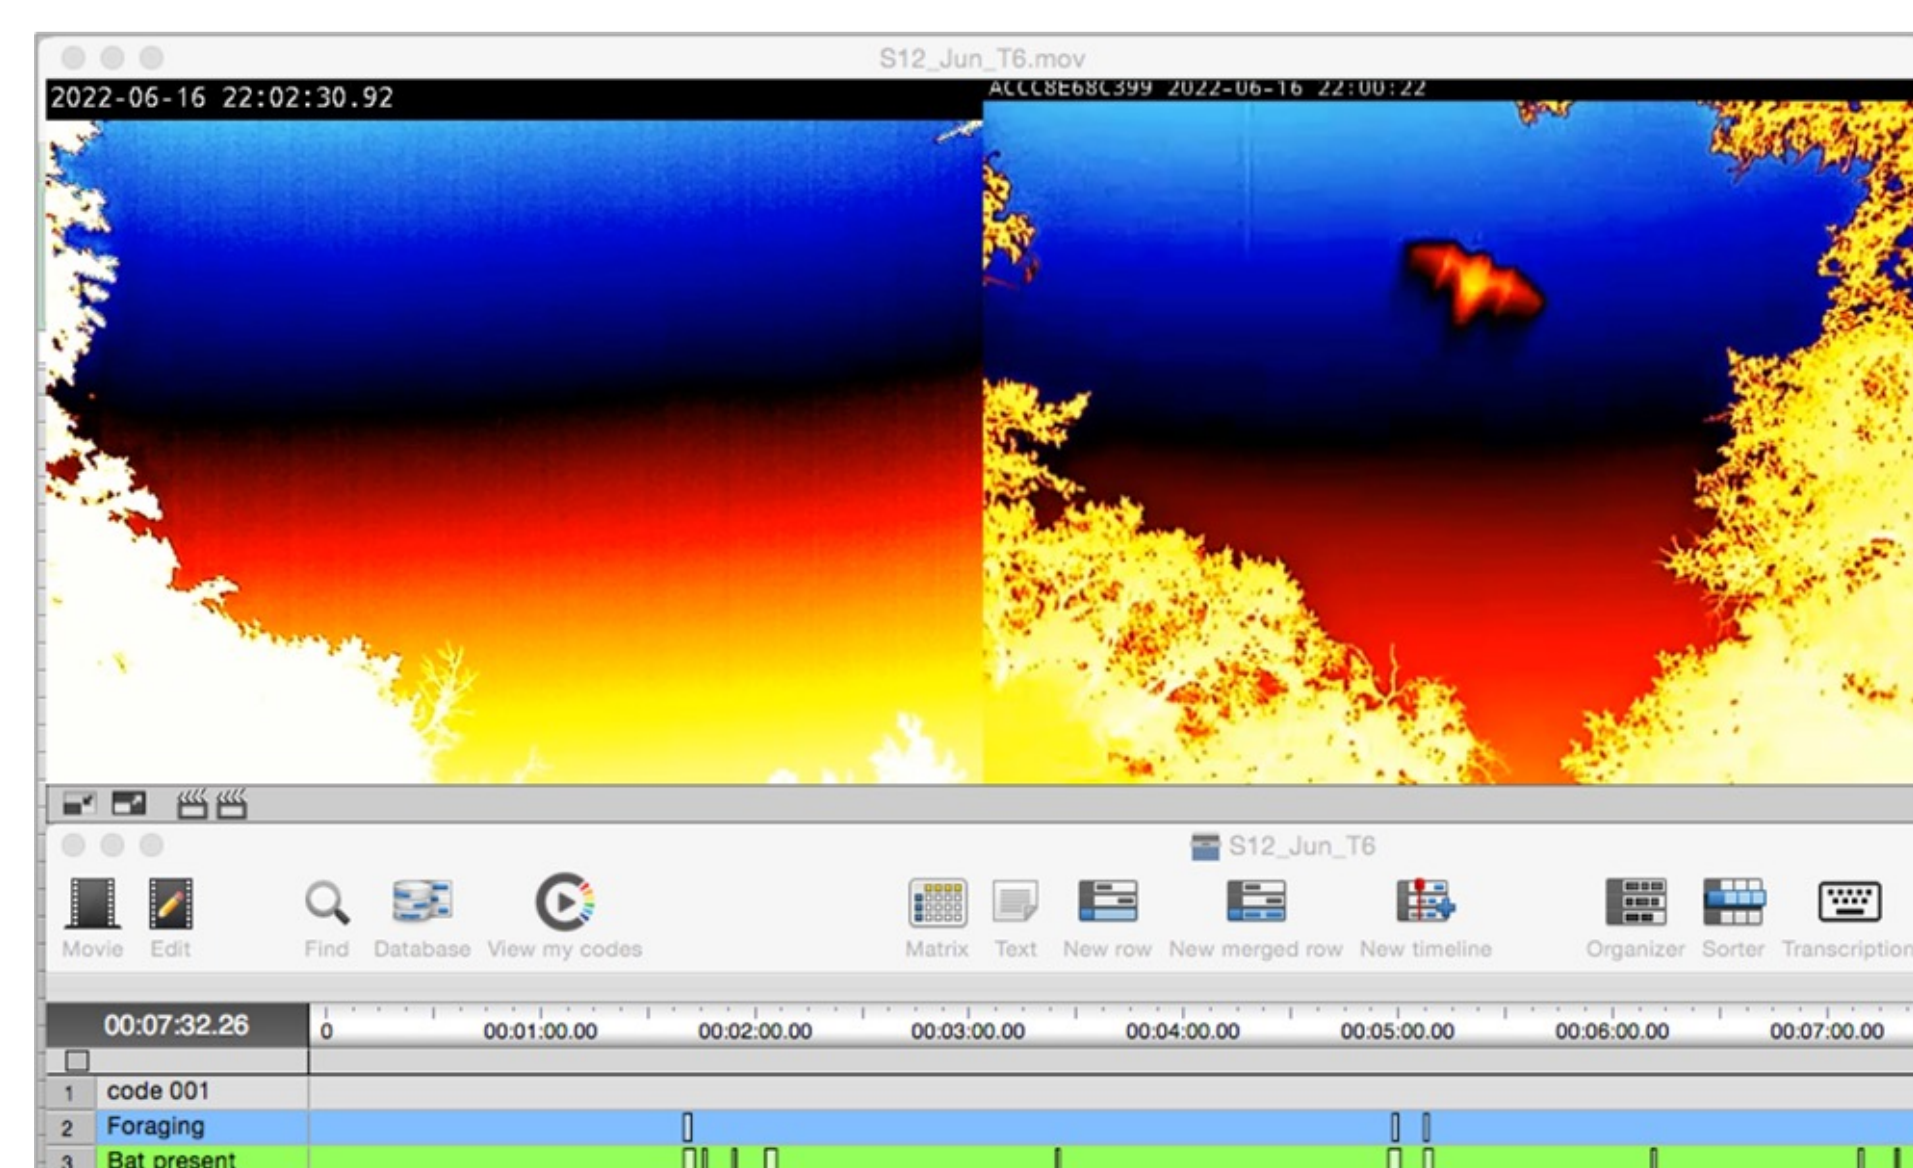 S12_Jun_T6.mov
2022-06-16 22:02:30.92
ACCC8E68C399 2022-06-16 22:00:22
S12_Jun_T6
Movie Edit Find Database View my codes Matrix Text New row New merged row New timeline Organizer Sorter Transcription
00:07:32.26 0 00:01:00.00 00:02:00.00 00:03:00.00 00:04:00.00 00:05:00.00 00:06:00.00 00:07:00.00
1 code 001
2 Foraging
3 Bat present